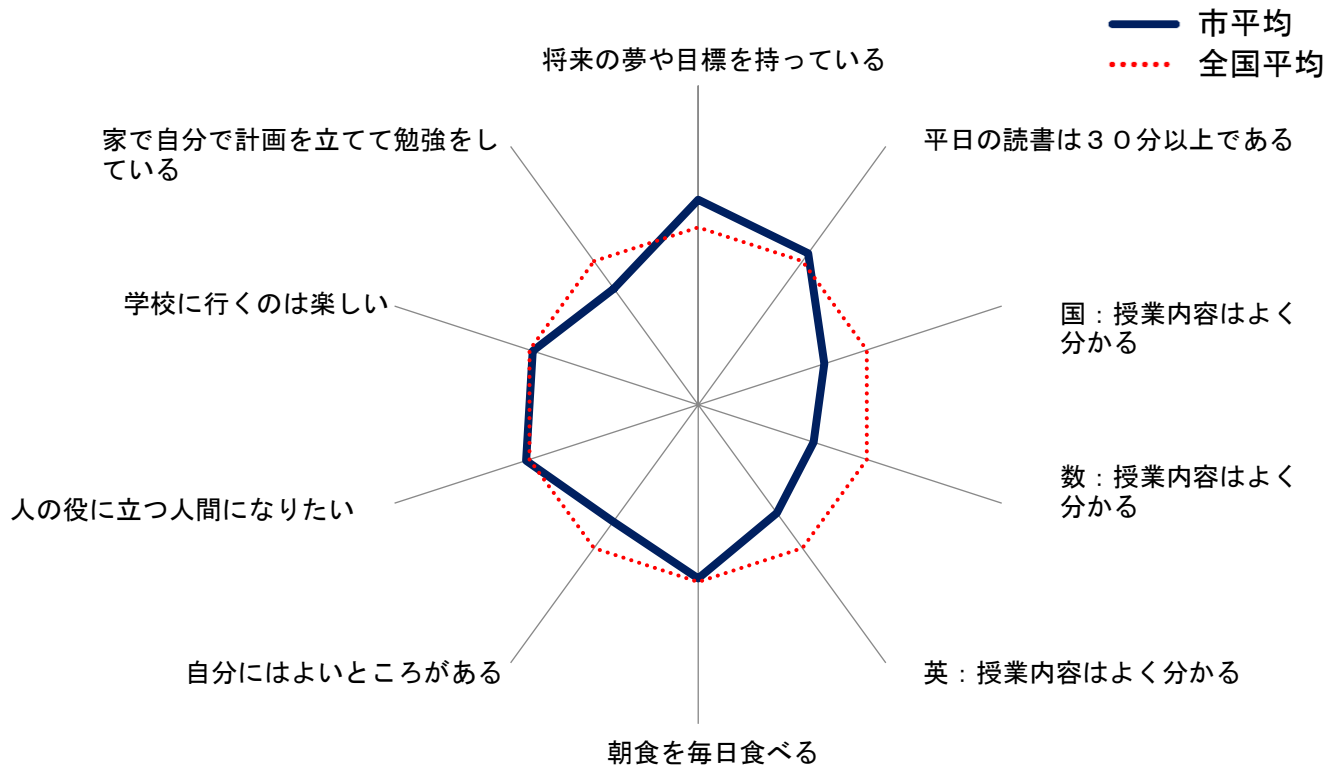 市平均
全国平均
将来の夢や目標を持っている
平日の読書は３０分以上である
国：授業内容はよく
分かる
数：授業内容はよく
分かる
英：授業内容はよく分かる
朝食を毎日食べる
自分にはよいところがある
人の役に立つ人間になりたい
学校に行くのは楽しい
家で自分で計画を立てて勉強をし
ている